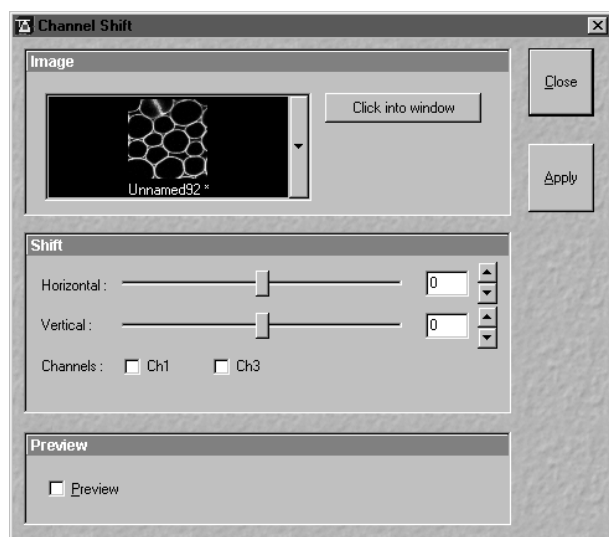 Channel Shift
Image
Close
Click into window
Unnamed92 *
Apply
Shift
Horizontal : 0
Vertical : 0
Channels : Ch1 Ch3
Preview
Preview